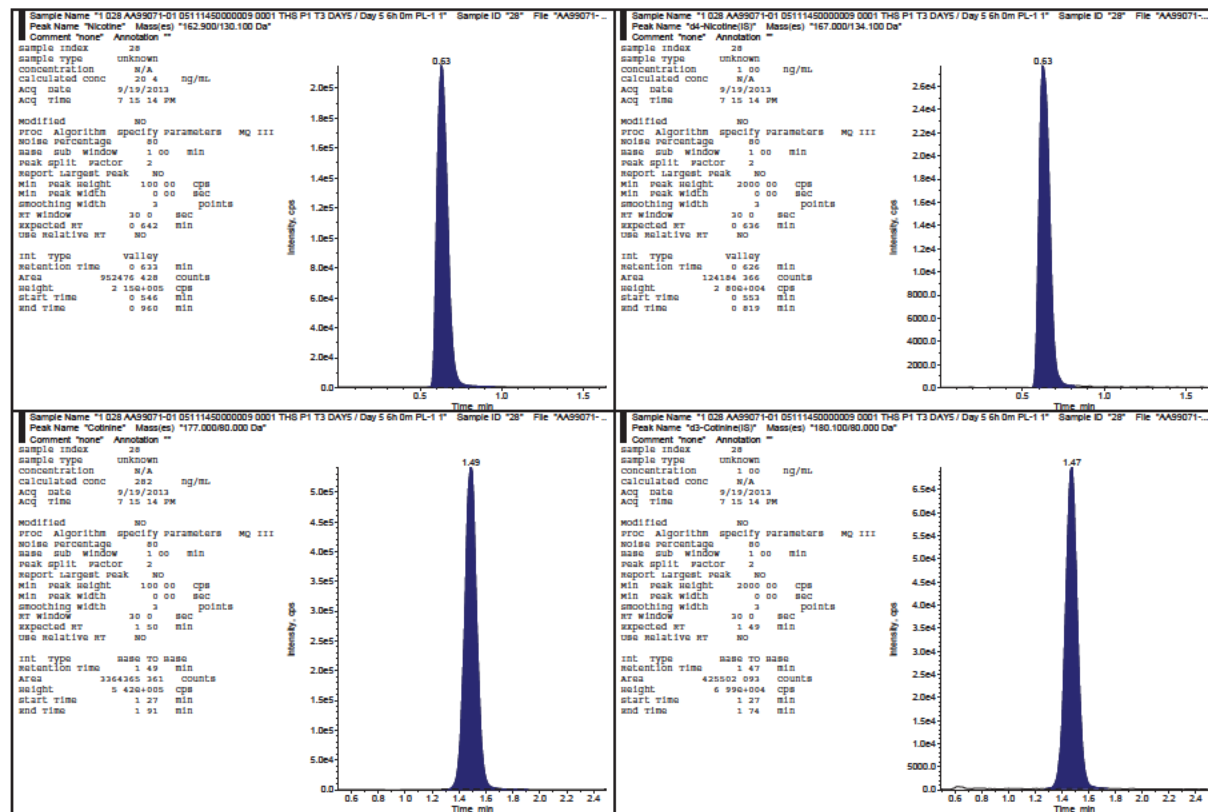 Sample Name "1 028 AA99071-01 05111450000009 0001 THS P1 T3 DAY5 / Day 5 6h 0m PL-1 1" Sample ID "28" File "AA99071-...
Peak Name "Nicotine" Mass(es) "162.900/130.100 Da"
Comment "none" Annotation ""
Sample Index 28
Sample Type Unknown
Concentration N/A
Calculated Conc 20 4 ng/mL
Acq Date 9/19/2013
Acq Time 7 15 14 PM
Modified NO
Proc Algorithm Specify Parameters MQ III
Noise Percentage 80
Base Sub Window 1 00 min
Peak Split Factor 2
Report Largest Peak NO
Min Peak Height 100 00 cps
Min Peak Width 0 00 sec
Smoothing Width 3 points
RT Window 30 0 sec
Expected RT 0 642 min
Use Relative RT NO
Int Type Valley
Retention Time 0 633 min
Area 952476 428 counts
Height 2 15e+005 cps
Start Time 0 546 min
End Time 0 960 min
0.63
Intensity, cps
2.0e5
1.8e5
1.6e5
1.4e5
1.2e5
1.0e5
8.0e4
6.0e4
4.0e4
2.0e4
0.0
0.5 1.0 1.5
Time min
Sample Name "1 028 AA99071-01 05111450000009 0001 THS P1 T3 DAY5 / Day 5 6h 0m PL-1 1" Sample ID "28" File "AA99071-...
Peak Name "d4-Nicotine(IS)" Mass(es) "167.000/134.100 Da"
Comment "none" Annotation ""
Sample Index 28
Sample Type Unknown
Concentration 1 00 ng/mL
Calculated Conc N/A
Acq Date 9/19/2013
Acq Time 7 15 14 PM
Modified NO
Proc Algorithm Specify Parameters MQ III
Noise Percentage 80
Base Sub Window 1 00 min
Peak Split Factor 2
Report Largest Peak NO
Min Peak Height 2000 00 cps
Min Peak Width 0 00 sec
Smoothing Width 3 points
RT Window 30 0 sec
Expected RT 0 636 min
Use Relative RT NO
Int Type Valley
Retention Time 0 626 min
Area 124184 366 counts
Height 2 80e+004 cps
Start Time 0 553 min
End Time 0 819 min
0.63
Intensity, cps
2.6e4
2.4e4
2.2e4
2.0e4
1.8e4
1.6e4
1.4e4
1.2e4
1.0e4
8000.0
6000.0
4000.0
2000.0
0.0
0.5 1.0 1.5
Time min
Sample Name "1 028 AA99071-01 05111450000009 0001 THS P1 T3 DAY5 / Day 5 6h 0m PL-1 1" Sample ID "28" File "AA99071-...
Peak Name "Cotinine" Mass(es) "177.000/80.000 Da"
Comment "none" Annotation ""
Sample Index 28
Sample Type Unknown
Concentration N/A
Calculated Conc 282 ng/mL
Acq Date 9/19/2013
Acq Time 7 15 14 PM
Modified NO
Proc Algorithm Specify Parameters MQ III
Noise Percentage 80
Base Sub Window 1 00 min
Peak Split Factor 2
Report Largest Peak NO
Min Peak Height 100 00 cps
Min Peak Width 0 00 sec
Smoothing Width 3 points
RT Window 30 0 sec
Expected RT 1 50 min
Use Relative RT NO
Int Type Base To Base
Retention Time 1 49 min
Area 3364365 361 counts
Height 5 42e+005 cps
Start Time 1 27 min
End Time 1 91 min
1.49
Intensity, cps
5.0e5
4.5e5
4.0e5
3.5e5
3.0e5
2.5e5
2.0e5
1.5e5
1.0e5
5.0e4
0.0
0.6 0.8 1.0 1.2 1.4 1.6 1.8 2.0 2.2 2.4
Time min
Sample Name "1 028 AA99071-01 05111450000009 0001 THS P1 T3 DAY5 / Day 5 6h 0m PL-1 1" Sample ID "28" File "AA99071-...
Peak Name "d3-Cotinine(IS)" Mass(es) "180.100/80.000 Da"
Comment "none" Annotation ""
Sample Index 28
Sample Type Unknown
Concentration 1 00 ng/mL
Calculated Conc N/A
Acq Date 9/19/2013
Acq Time 7 15 14 PM
Modified NO
Proc Algorithm Specify Parameters MQ III
Noise Percentage 80
Base Sub Window 1 00 min
Peak Split Factor 2
Report Largest Peak NO
Min Peak Height 2000 00 cps
Min Peak Width 0 00 sec
Smoothing Width 3 points
RT Window 30 0 sec
Expected RT 1 49 min
Use Relative RT NO
Int Type Base To Base
Retention Time 1 47 min
Area 425502 093 counts
Height 6 99e+004 cps
Start Time 1 27 min
End Time 1 74 min
1.47
Intensity, cps
6.5e4
6.0e4
5.5e4
5.0e4
4.5e4
4.0e4
3.5e4
3.0e4
2.5e4
2.0e4
1.5e4
1.0e4
5000.0
0.0
0.6 0.8 1.0 1.2 1.4 1.6 1.8 2.0 2.2 2.4
Time min